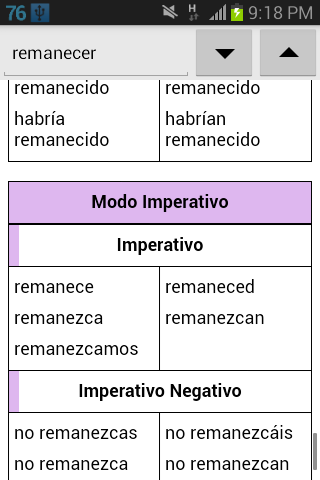 76 H 9:18 PM
remanecer
remanecido remanecido
habría habrían
remanecido remanecido
Modo Imperativo
Imperativo
remanece remaneced
remanezca remanezcan
remanezcamos
Imperativo Negativo
no remanezcas no remanezcáis
no remanezca no remanezcan